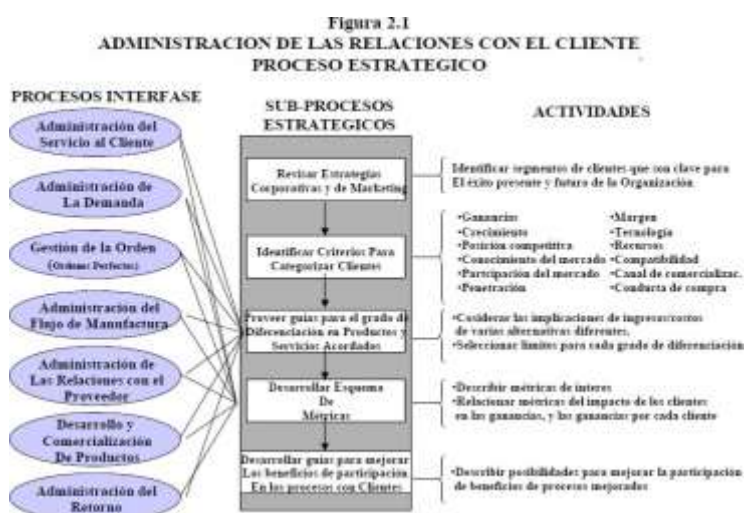 Figura 2.1
ADMINISTRACION DE LAS RELACIONES CON EL CLIENTE
PROCESO ESTRATEGICO
PROCESOS INTERFASE
Administración del
Servicio al Cliente
Administración de
La Demanda
Gestión de la Orden
(Ordenes Perfectas)
Administración del
Flujo de Manufactura
Administración de
Las Relaciones con el
Proveedor
Desarrollo y
Comercialización
De Productos
Administración del
Retorno
SUB-PROCESOS
ESTRATEGICOS
Revisar Estrategias
Corporativas y de Marketing
Identificar Criterios Para
Categorizar Clientes
Proveer guías para el grado de
Diferenciación en Productos y
Servicios Acordados
Desarrollar Esquema
De
Métricas
Desarrollar guías para mejorar
Los beneficios de participación
En los procesos con Clientes
ACTIVIDADES
Identificar segmentos de clientes que son clave para
El éxito presente y futuro de la Organización.
•Ganancias
•Crecimiento
•Posición competitiva
•Conocimiento del mercado
•Participación del mercado
•Penetración
•Margen
•Tecnología
•Recursos
•Compatibilidad
•Canal de comercializac.
•Conducta de compra
•Cosiderar las implicaciones de ingresos/costos
de varias alternativas diferentes.
•Seleccionar límites para cada grado de diferenciación
•Describir métricas de interes
•Relacionar métricas del impacto de los clientes
en las ganancias, y las ganancias por cada cliente
•Describir posibilidades para mejorar la participación
de beneficios de procesos mejorados